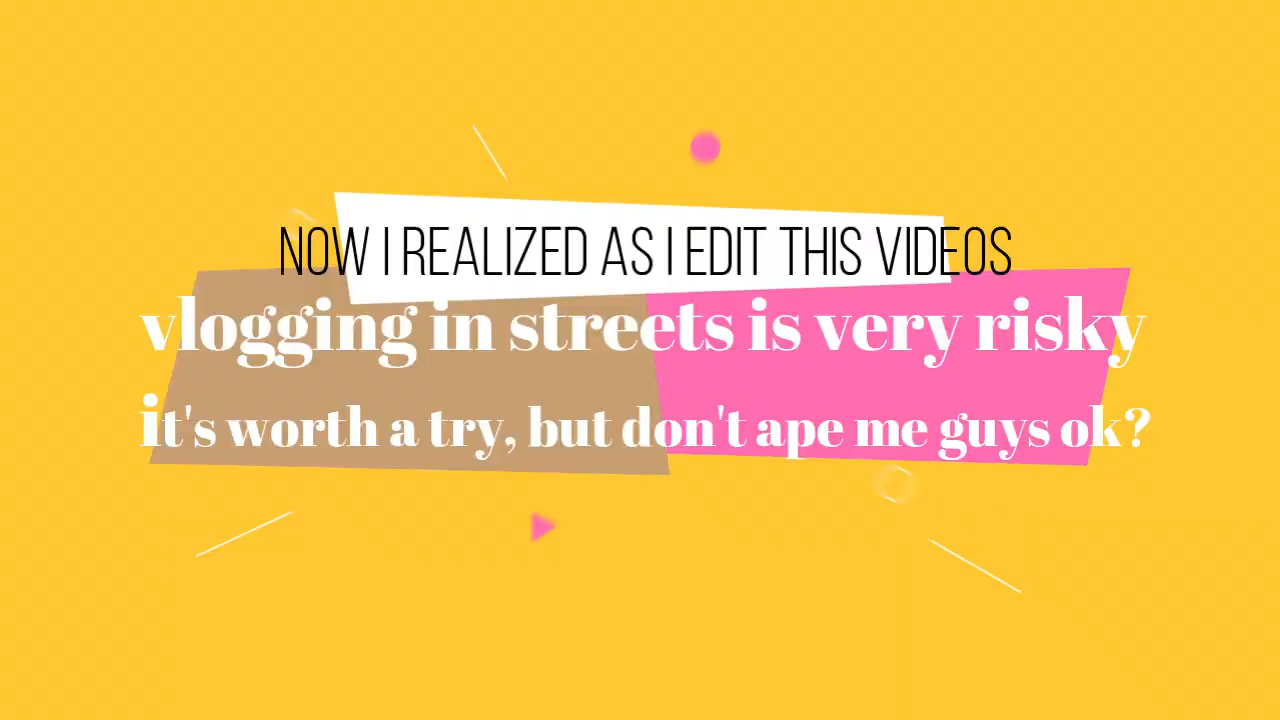 NOW I REALIZED AS I EDIT THIS VIDEOS
vlogging in streets is very risky
it's worth a try, but don't ape me guys ok?